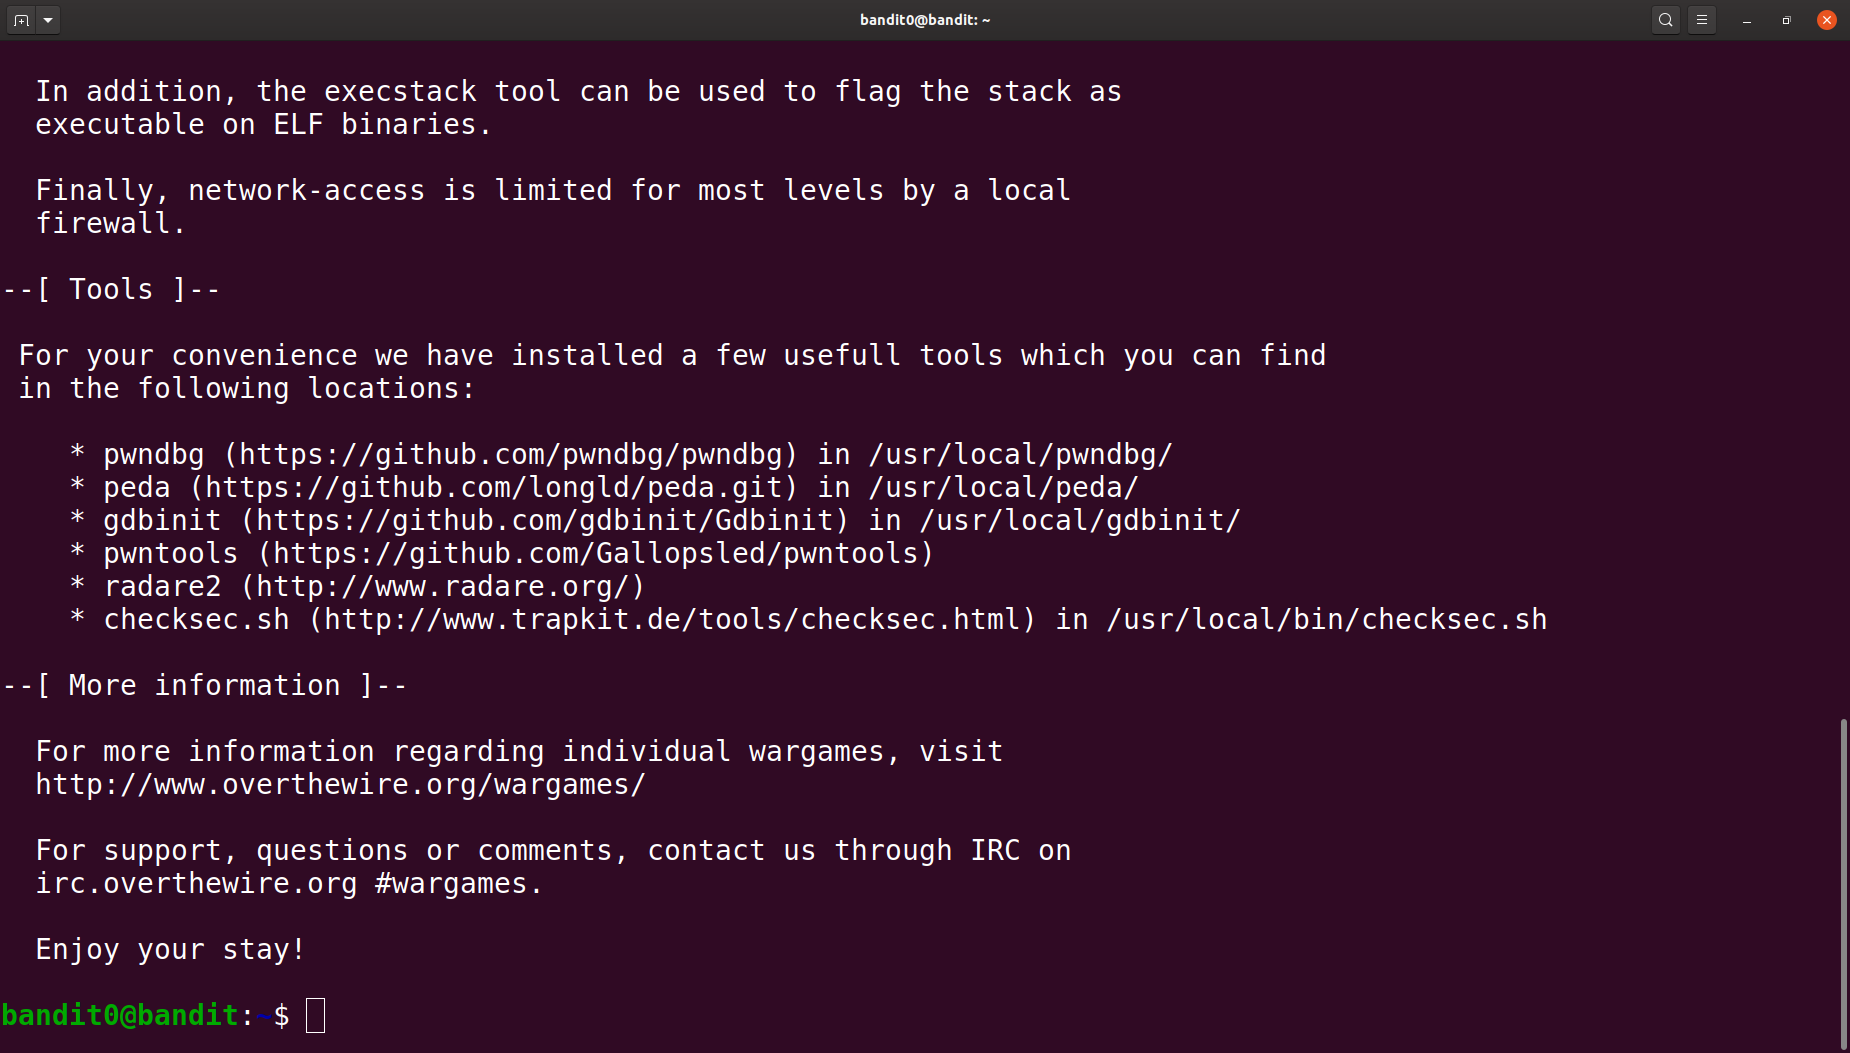 bandit0@bandit: ~
In addition, the execstack tool can be used to flag the stack as
executable on ELF binaries.
Finally, network-access is limited for most levels by a local
firewall.
--[ Tools ]--
For your convenience we have installed a few usefull tools which you can find
in the following locations:
* pwndbg (https://github.com/pwndbg/pwndbg) in /usr/local/pwndbg/
* peda (https://github.com/longld/peda.git) in /usr/local/peda/
* gdbinit (https://github.com/gdbinit/Gdbinit) in /usr/local/gdbinit/
* pwntools (https://github.com/Gallopsled/pwntools)
* radare2 (http://www.radare.org/)
* checksec.sh (http://www.trapkit.de/tools/checksec.html) in /usr/local/bin/checksec.sh
--[ More information ]--
For more information regarding individual wargames, visit
http://www.overthewire.org/wargames/
For support, questions or comments, contact us through IRC on
irc.overthewire.org #wargames.
Enjoy your stay!
bandit0@bandit:~$